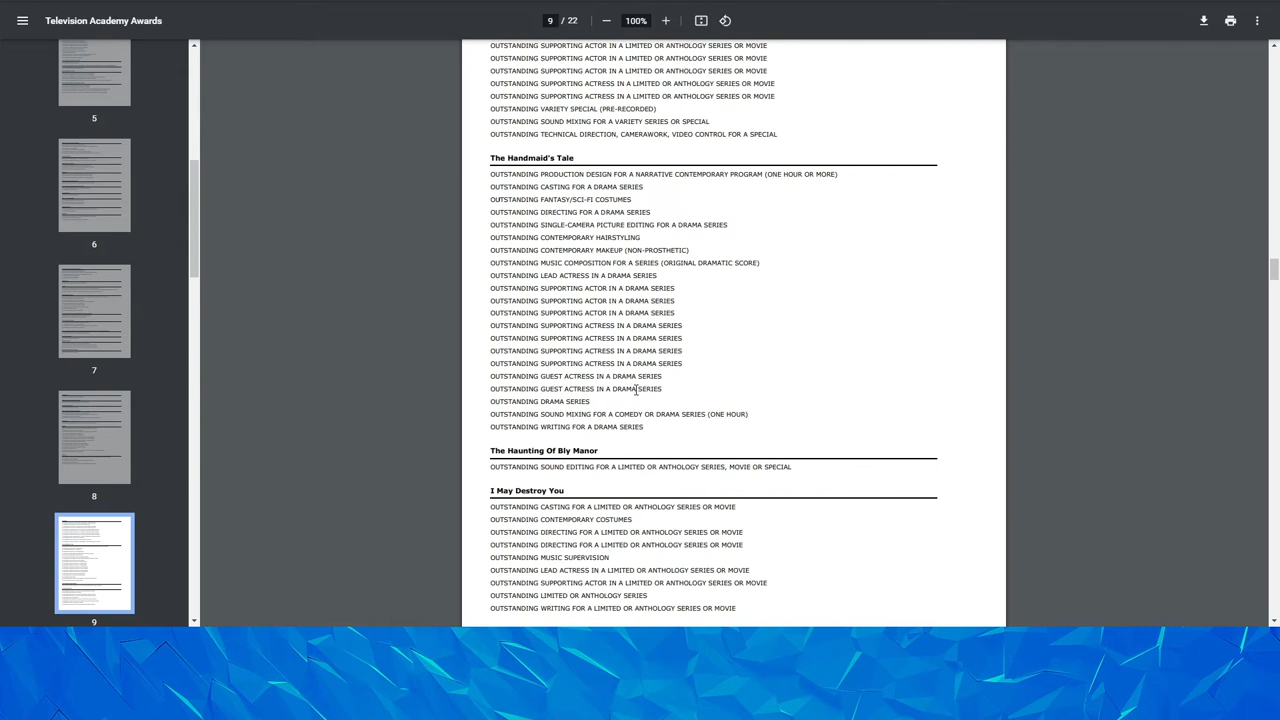 Television Academy Awards
9 / 22
100%
5
6
7
8
9
OUTSTANDING SUPPORTING ACTOR IN A LIMITED OR ANTHOLOGY SERIES OR MOVIE
OUTSTANDING SUPPORTING ACTOR IN A LIMITED OR ANTHOLOGY SERIES OR MOVIE
OUTSTANDING SUPPORTING ACTOR IN A LIMITED OR ANTHOLOGY SERIES OR MOVIE
OUTSTANDING SUPPORTING ACTRESS IN A LIMITED OR ANTHOLOGY SERIES OR MOVIE
OUTSTANDING SUPPORTING ACTRESS IN A LIMITED OR ANTHOLOGY SERIES OR MOVIE
OUTSTANDING VARIETY SPECIAL (PRE-RECORDED)
OUTSTANDING SOUND MIXING FOR A VARIETY SERIES OR SPECIAL
OUTSTANDING TECHNICAL DIRECTION, CAMERAWORK, VIDEO CONTROL FOR A SPECIAL
The Handmaid's Tale
OUTSTANDING PRODUCTION DESIGN FOR A NARRATIVE CONTEMPORARY PROGRAM (ONE HOUR OR MORE)
OUTSTANDING CASTING FOR A DRAMA SERIES
OUTSTANDING FANTASY/SCI-FI COSTUMES
OUTSTANDING DIRECTING FOR A DRAMA SERIES
OUTSTANDING SINGLE-CAMERA PICTURE EDITING FOR A DRAMA SERIES
OUTSTANDING CONTEMPORARY HAIRSTYLING
OUTSTANDING CONTEMPORARY MAKEUP (NON-PROSTHETIC)
OUTSTANDING MUSIC COMPOSITION FOR A SERIES (ORIGINAL DRAMATIC SCORE)
OUTSTANDING LEAD ACTRESS IN A DRAMA SERIES
OUTSTANDING SUPPORTING ACTOR IN A DRAMA SERIES
OUTSTANDING SUPPORTING ACTOR IN A DRAMA SERIES
OUTSTANDING SUPPORTING ACTOR IN A DRAMA SERIES
OUTSTANDING SUPPORTING ACTRESS IN A DRAMA SERIES
OUTSTANDING SUPPORTING ACTRESS IN A DRAMA SERIES
OUTSTANDING SUPPORTING ACTRESS IN A DRAMA SERIES
OUTSTANDING SUPPORTING ACTRESS IN A DRAMA SERIES
OUTSTANDING GUEST ACTRESS IN A DRAMA SERIES
OUTSTANDING GUEST ACTRESS IN A DRAMA SERIES
OUTSTANDING DRAMA SERIES
OUTSTANDING SOUND MIXING FOR A COMEDY OR DRAMA SERIES (ONE HOUR)
OUTSTANDING WRITING FOR A DRAMA SERIES
The Haunting Of Bly Manor
OUTSTANDING SOUND EDITING FOR A LIMITED OR ANTHOLOGY SERIES, MOVIE OR SPECIAL
I May Destroy You
OUTSTANDING CASTING FOR A LIMITED OR ANTHOLOGY SERIES OR MOVIE
OUTSTANDING CONTEMPORARY COSTUMES
OUTSTANDING DIRECTING FOR A LIMITED OR ANTHOLOGY SERIES OR MOVIE
OUTSTANDING DIRECTING FOR A LIMITED OR ANTHOLOGY SERIES OR MOVIE
OUTSTANDING MUSIC SUPERVISION
OUTSTANDING LEAD ACTRESS IN A LIMITED OR ANTHOLOGY SERIES OR MOVIE
OUTSTANDING SUPPORTING ACTOR IN A LIMITED OR ANTHOLOGY SERIES OR MOVIE
OUTSTANDING LIMITED OR ANTHOLOGY SERIES
OUTSTANDING WRITING FOR A LIMITED OR ANTHOLOGY SERIES OR MOVIE